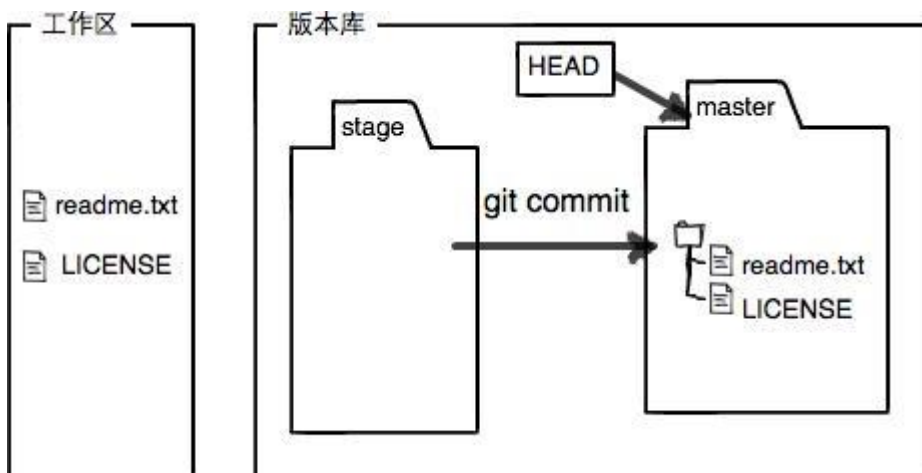 工作区
readme.txt
LICENSE
版本库
HEAD
stage
master
git commit
readme.txt
LICENSE